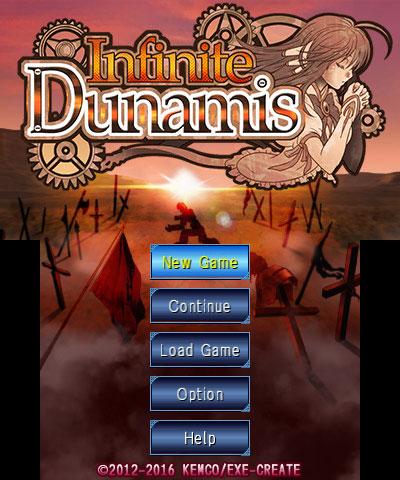 Infinite
Dunamis
New Game
Continue
Load Game
Option
Help
©2012-2016 KEMCO/EXE-CREATE